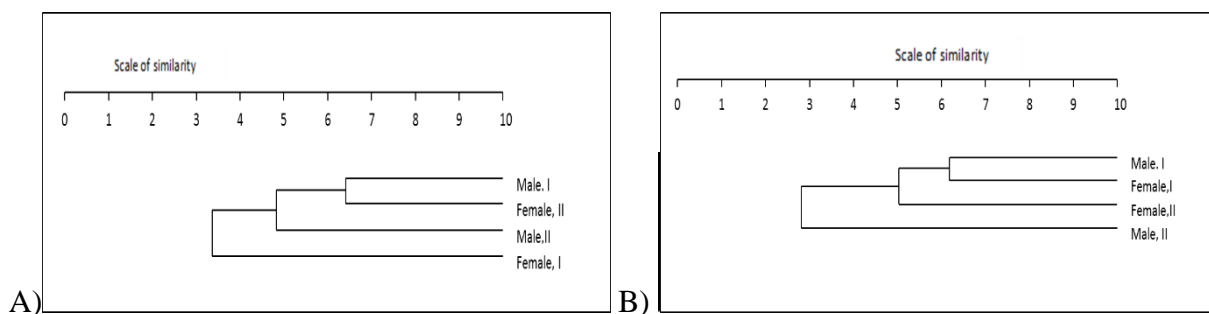 Scale of similarity
0 1 2 3 4 5 6 7 8 9 10
Male. I
Female, II
Male,II
Female, I
A)
Scale of similarity
0 1 2 3 4 5 6 7 8 9 10
Male. I
Female,I
Female,II
Male, II
B)